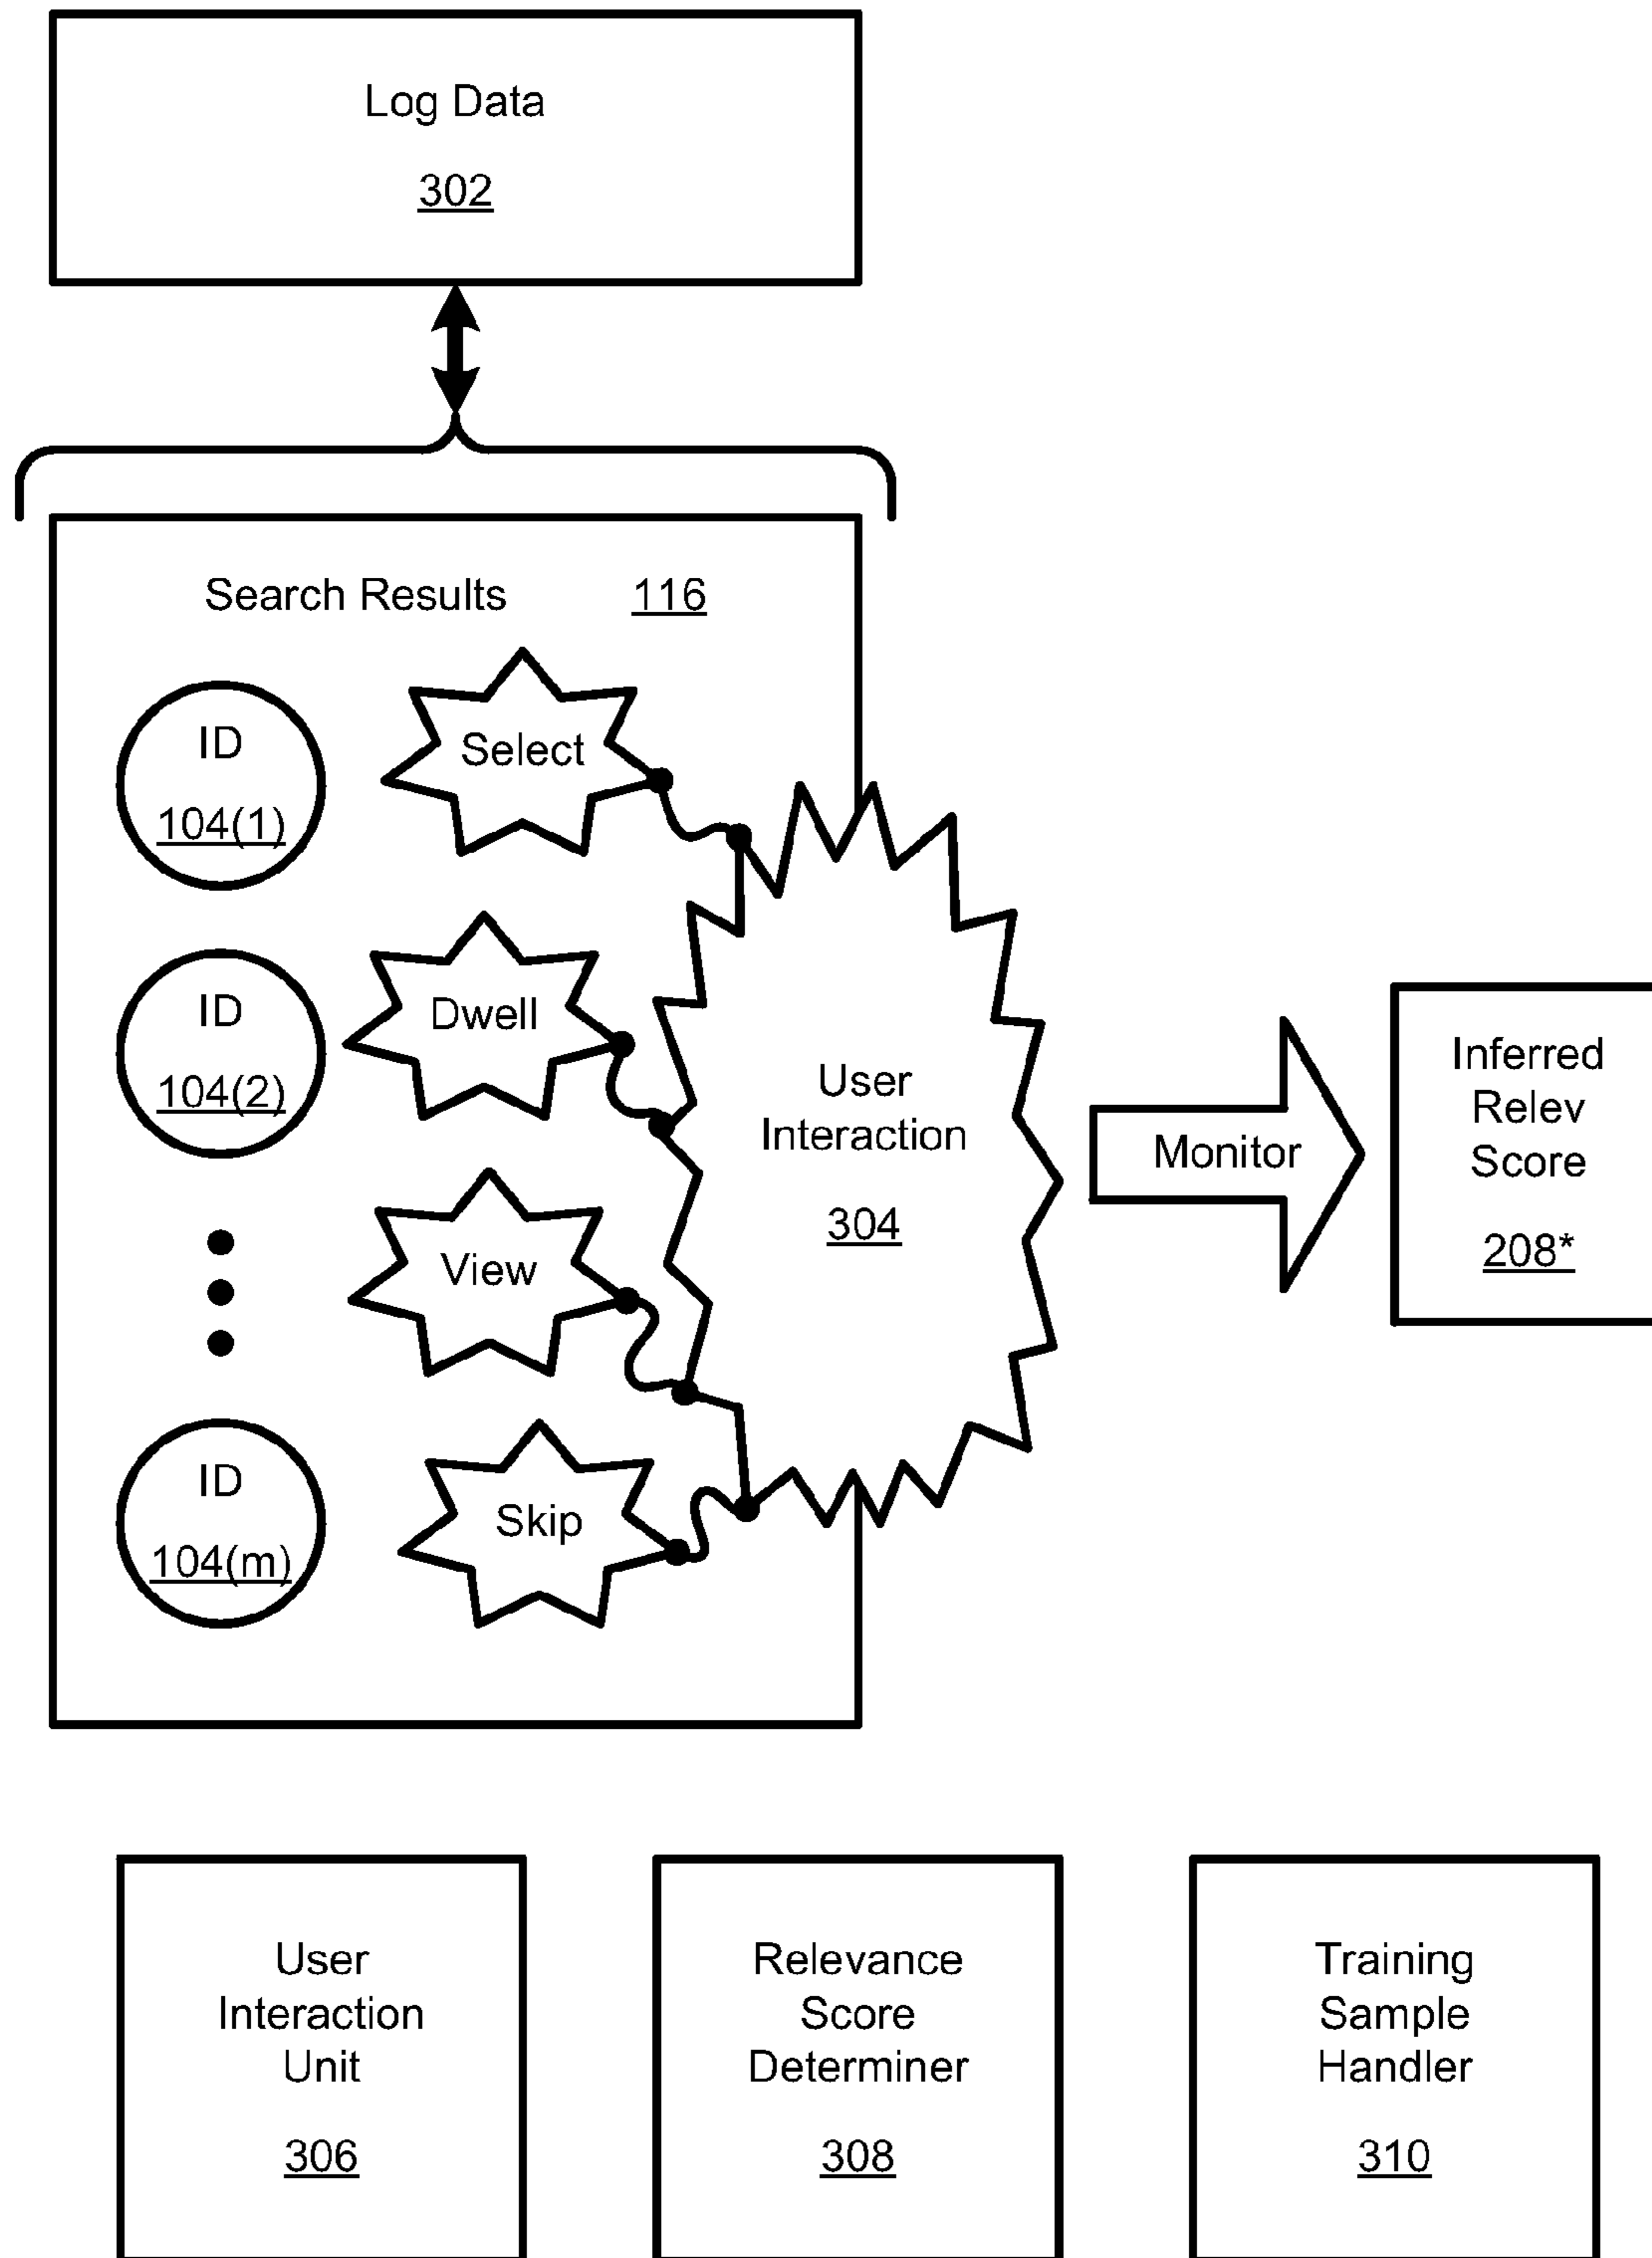 Log Data
302
Search Results 116
ID
104(1)
Select
ID
104(2)
Dwell
View
ID
104(m)
Skip
User
Interaction
304
Monitor
Inferred
Relev
Score
208*
User
Interaction
Unit
306
Relevance
Score
Determiner
308
Training
Sample
Handler
310